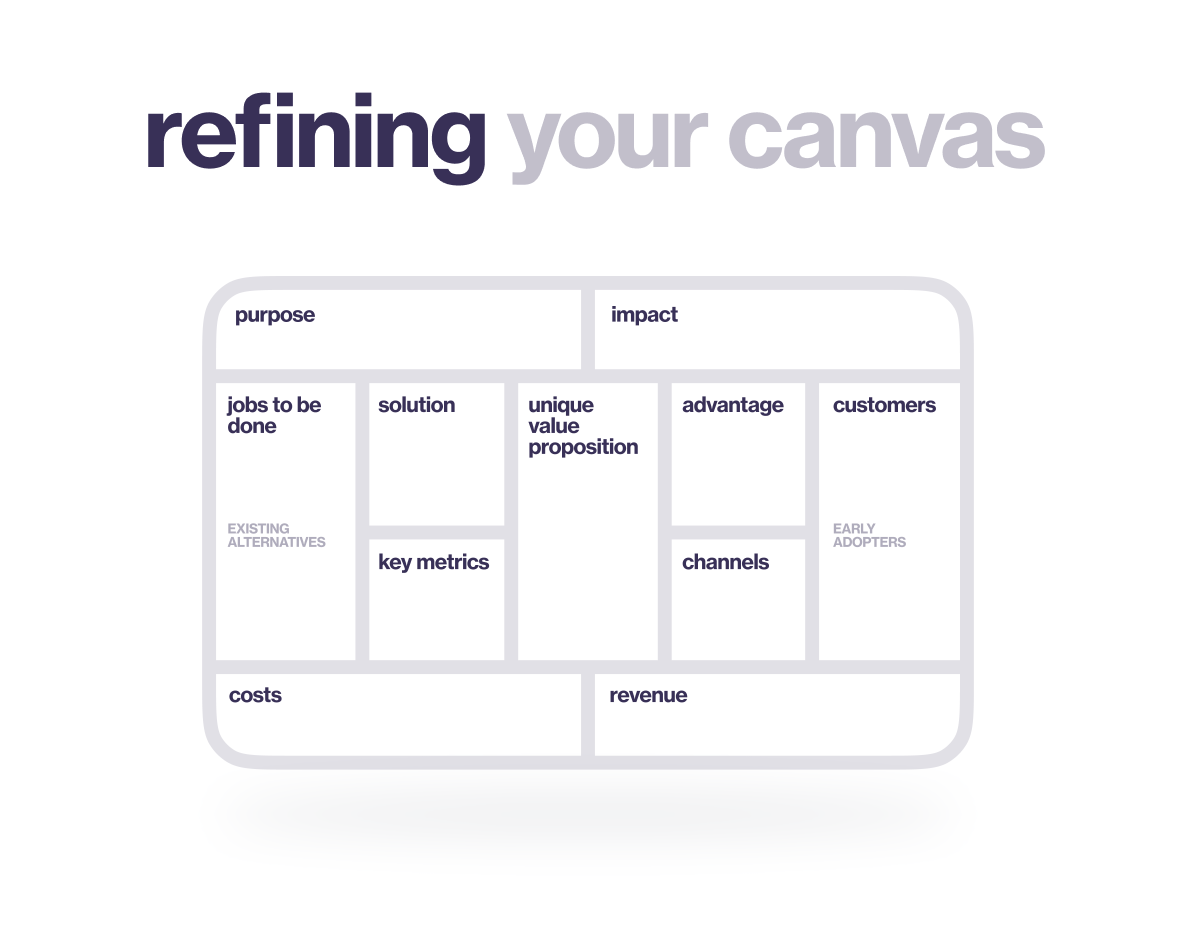 refining your canvas
purpose
impact
jobs to be
done
EXISTING
ALTERNATIVES
solution
key metrics
unique
value
proposition
advantage
channels
customers
EARLY
ADOPTERS
costs
revenue